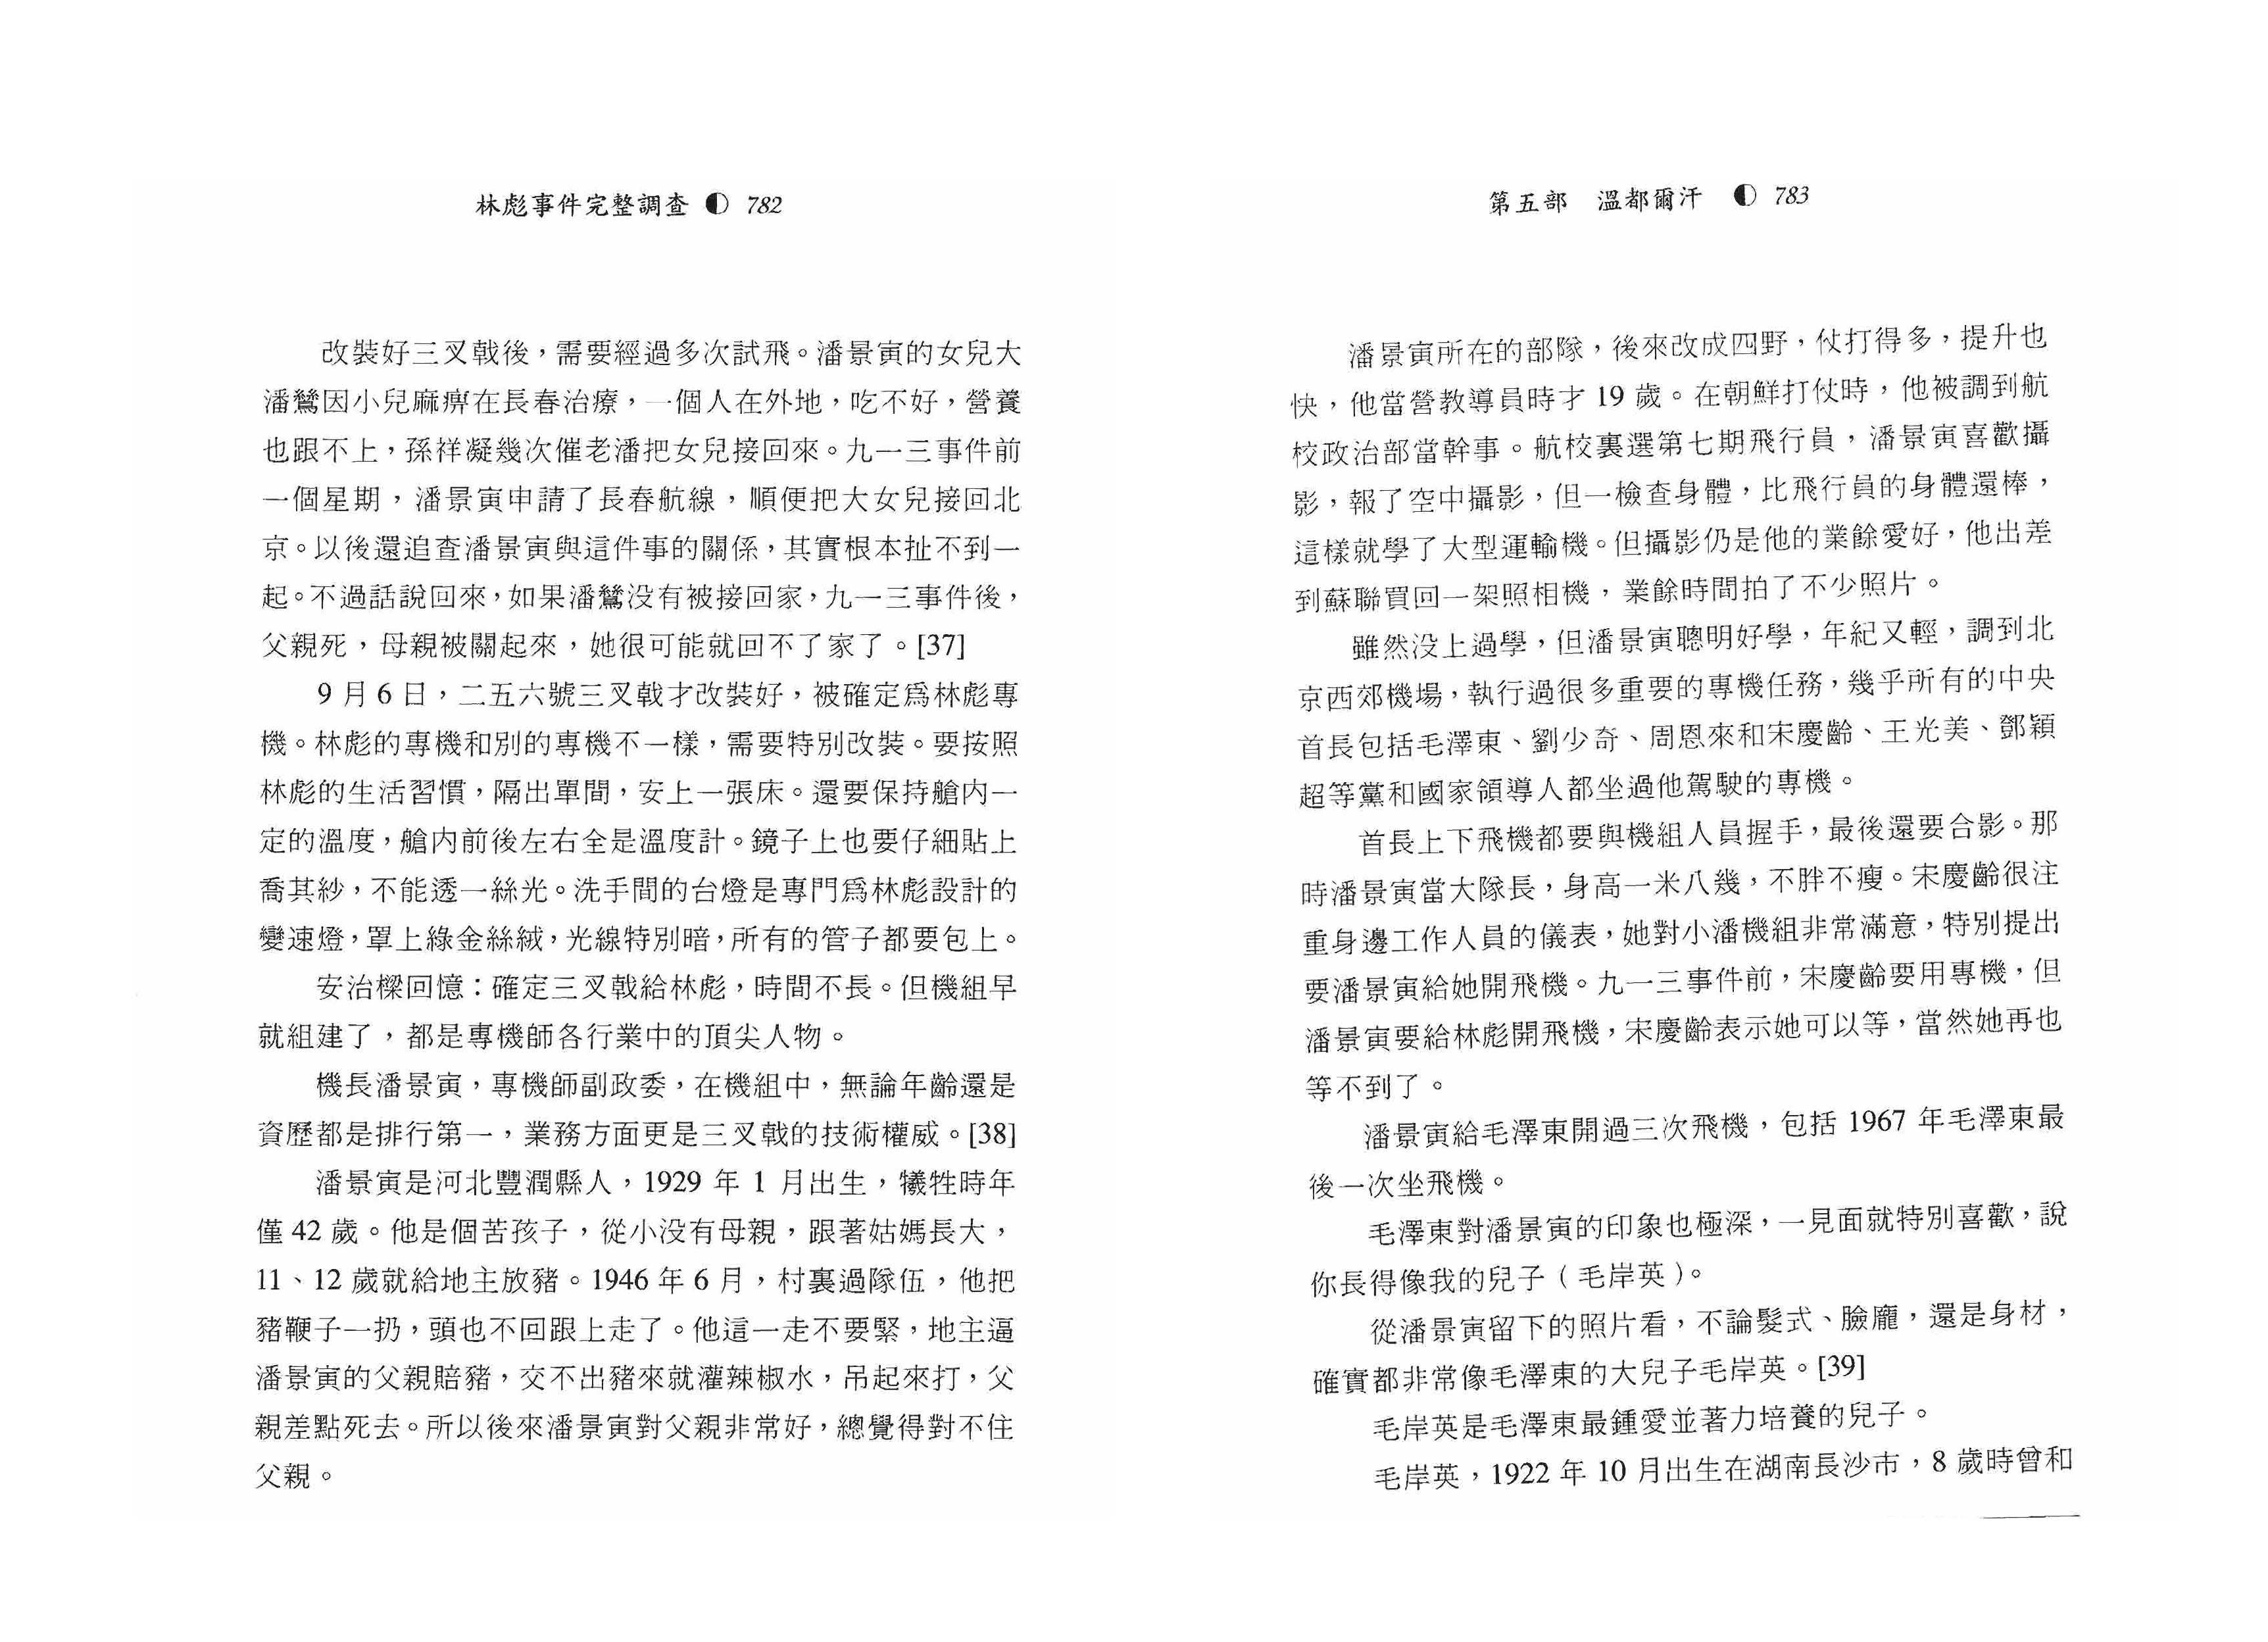 林彪事件完整調查 ◐ 782
改裝好三叉戟後，需要經過多次試飛。潘景寅的女兒大
潘鷥因小兒麻痹在長春治療，一個人在外地，吃不好，營養
也跟不上，孫祥凝幾次催老潘把女兒接回來。九一三事件前
一個星期，潘景寅申請了長春航線，順便把大女兒接回北
京。以後還追查潘景寅與這件事的關係，其實根本扯不到一
起。不過話說回來，如果潘鷥没有被接回家，九一三事件後，
父親死，母親被關起來，她很可能就回不了家了。[37]
9 月 6 日，二五六號三叉戟才改裝好，被確定爲林彪專
機。林彪的專機和別的專機不一樣，需要特別改裝。要按照
林彪的生活習慣，隔出單間，安上一張床。還要保持艙内一
定的溫度，艙内前後左右全是溫度計。鏡子上也要仔細貼上
喬其紗，不能透一絲光。洗手間的台燈是專門爲林彪設計的
變速燈，罩上綠金絲絨，光線特別暗，所有的管子都要包上。
安治樑回憶：確定三叉戟給林彪，時間不長。但機組早
就組建了，都是專機師各行業中的頂尖人物。
機長潘景寅，專機師副政委，在機組中，無論年齡還是
資歷都是排行第一，業務方面更是三叉戟的技術權威。[38]
潘景寅是河北豐潤縣人，1929 年 1 月出生，犧牲時年
僅 42 歲。他是個苦孩子，從小没有母親，跟著姑媽長大，
11、12 歲就給地主放豬。1946 年 6 月，村裏過隊伍，他把
豬鞭子一扔，頭也不回跟上走了。他這一走不要緊，地主逼
潘景寅的父親賠豬，交不出豬來就灌辣椒水，吊起來打，父
親差點死去。所以後來潘景寅對父親非常好，總覺得對不住
父親。
第五部　溫都爾汗 ◐ 783
潘景寅所在的部隊，後來改成四野，仗打得多，提升也
快，他當營教導員時才 19 歲。在朝鮮打仗時，他被調到航
校政治部當幹事。航校裏選第七期飛行員，潘景寅喜歡攝
影，報了空中攝影，但一檢查身體，比飛行員的身體還棒，
這樣就學了大型運輸機。但攝影仍是他的業餘愛好，他出差
到蘇聯買回一架照相機，業餘時間拍了不少照片。
雖然没上過學，但潘景寅聰明好學，年紀又輕，調到北
京西郊機場，執行過很多重要的專機任務，幾乎所有的中央
首長包括毛澤東、劉少奇、周恩來和宋慶齡、王光美、鄧穎
超等黨和國家領導人都坐過他駕駛的專機。
首長上下飛機都要與機組人員握手，最後還要合影。那
時潘景寅當大隊長，身高一米八幾，不胖不瘦。宋慶齡很注
重身邊工作人員的儀表，她對小潘機組非常滿意，特別提出
要潘景寅給她開飛機。九一三事件前，宋慶齡要用專機，但
潘景寅要給林彪開飛機，宋慶齡表示她可以等，當然她再也
等不到了。
潘景寅給毛澤東開過三次飛機，包括 1967 年毛澤東最
後一次坐飛機。
毛澤東對潘景寅的印象也極深，一見面就特別喜歡，說
你長得像我的兒子（毛岸英）。
從潘景寅留下的照片看，不論髮式、臉龐，還是身材，
確實都非常像毛澤東的大兒子毛岸英。[39]
毛岸英是毛澤東最鍾愛並著力培養的兒子。
毛岸英，1922 年 10 月出生在湖南長沙市，8 歲時曾和